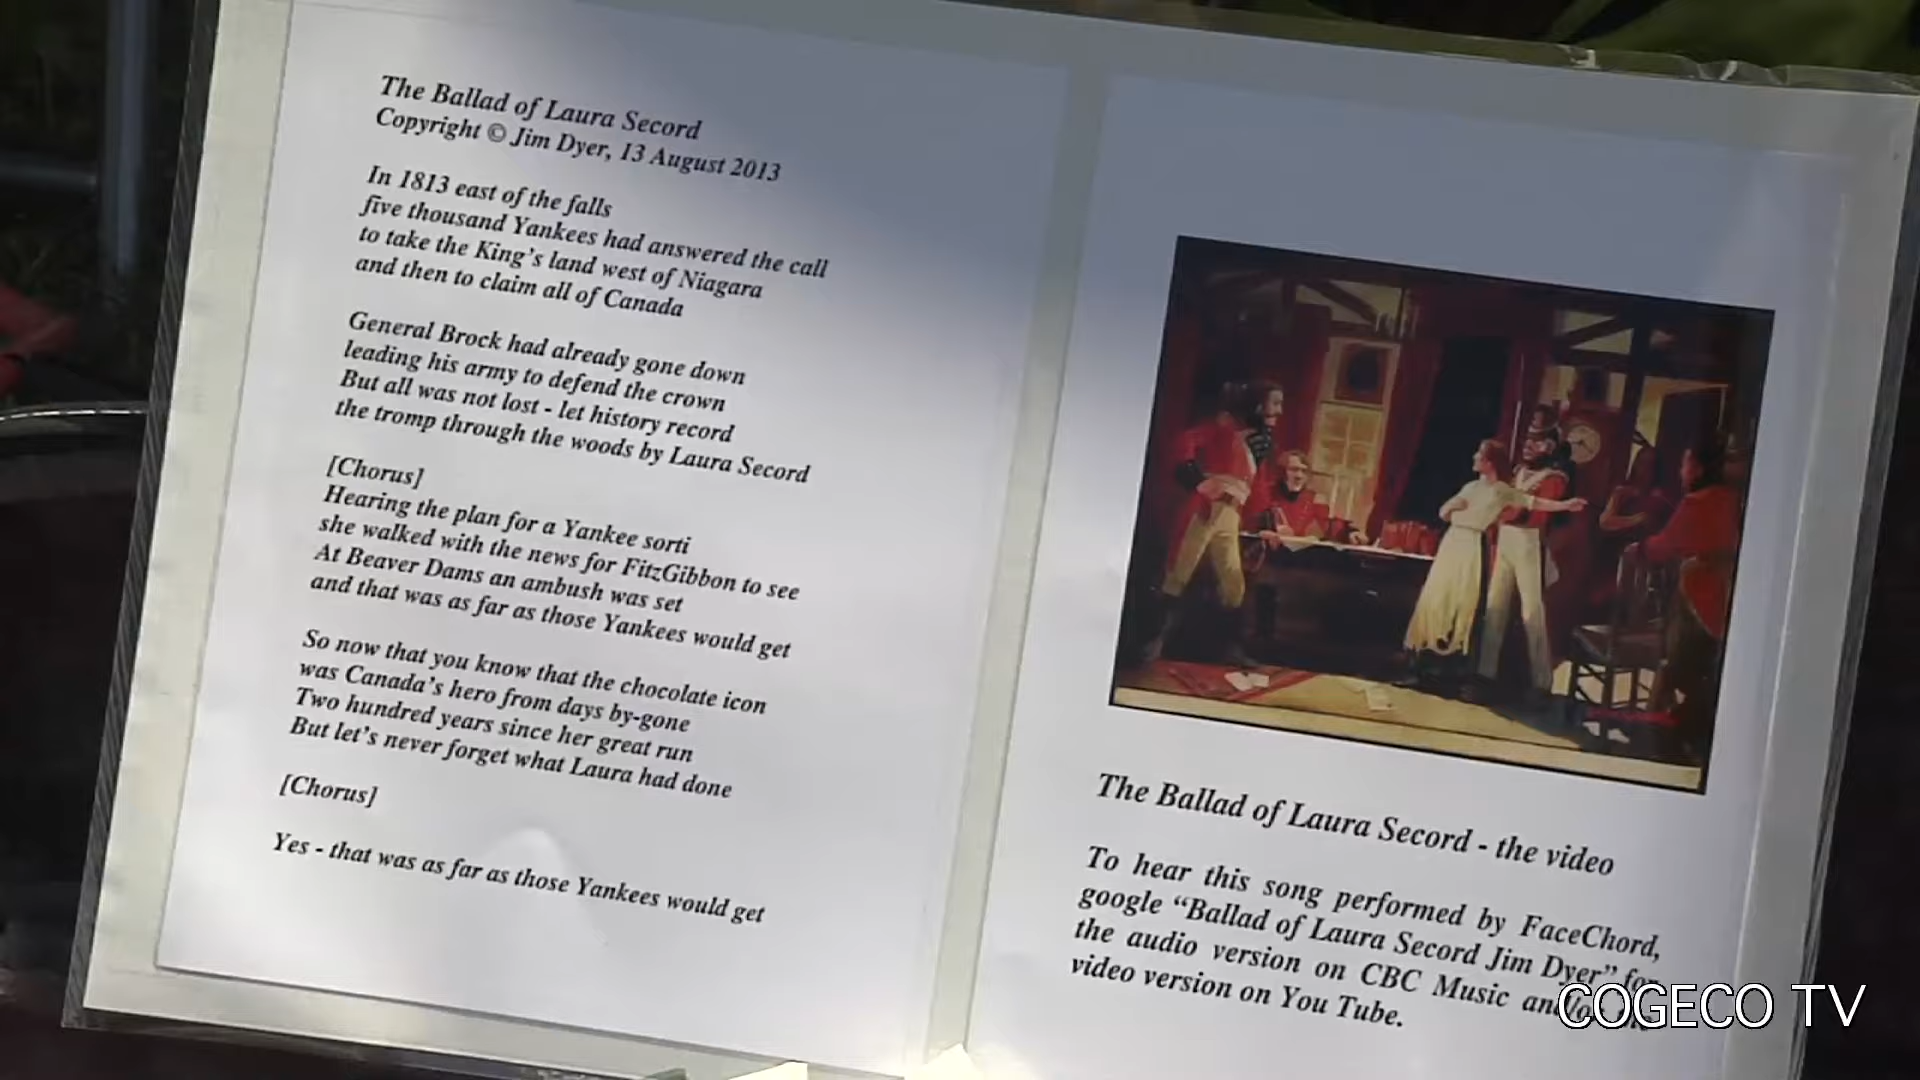 The Ballad of Laura Secord
Copyright © Jim Dyer, 13 August 2013
In 1813 east of the falls
five thousand Yankees had answered the call
to take the King's land west of Niagara
and then to claim all of Canada
General Brock had already gone down
leading his army to defend the crown
But all was not lost - let history record
the tromp through the woods by Laura Secord
[Chorus]
Hearing the plan for a Yankee sorti
she walked with the news for FitzGibbon to see
At Beaver Dams an ambush was set
and that was as far as those Yankees would get
So now that you know that the chocolate icon
was Canada's hero from days by-gone
Two hundred years since her great run
But let's never forget what Laura had done
[Chorus]
Yes - that was as far as those Yankees would get
The Ballad of Laura Secord - the video
To hear this song performed by FaceChord,
google “Ballad of Laura Secord Jim Dyer” for
the audio version on CBC Music and/or the
video version on You Tube.
COGECO TV